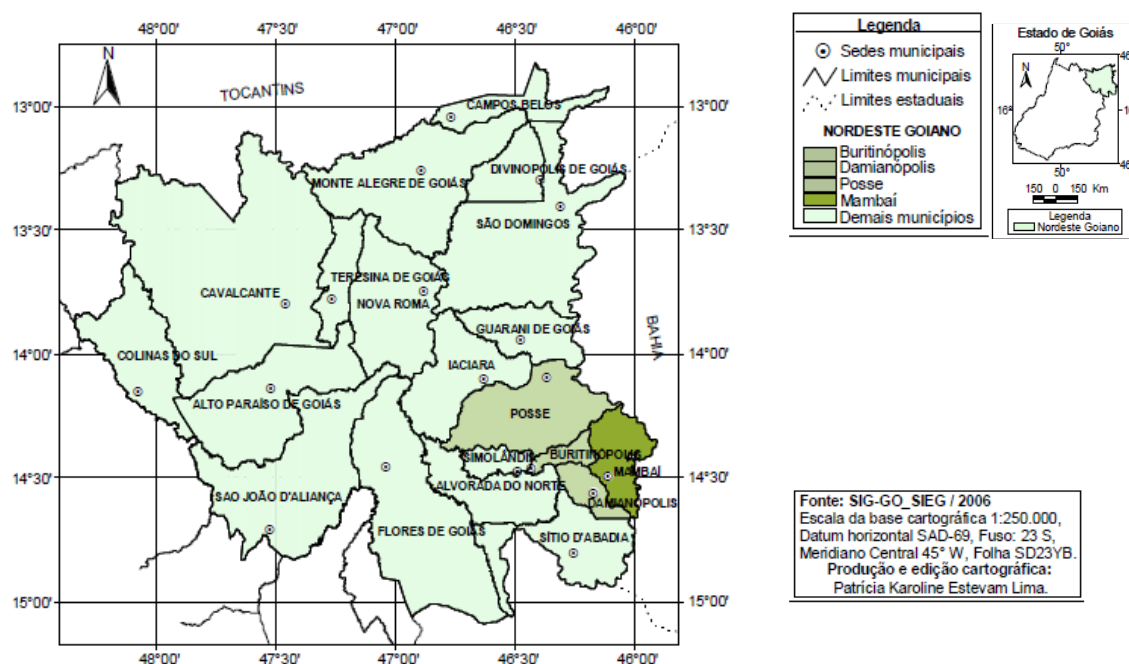 48°00' 47°30' 47°00' 46°30' 46°00'
N
TOCANTINS
13°00' 13°00'
CAMPOS BELOS
DIVINOPOLIS DE GOIÁS
MONTE ALEGRE DE GOIÁS
SÃO DOMINGOS
13°30' 13°30'
TERESINA DE GOIÁS
CAVALCANTE
NOVA ROMA
GUARANI DE GOIÁS
BAHIA
14°00' 14°00'
COLINAS DO SUL
IACIARA
ALTO PARAÍSO DE GOIÁS
POSSE
SIMOLÂNDIA
BURITINÓPOLIS
14°30' 14°30'
MAMBAÍ
ALVORADA DO NORTE
SAO JOÃO D'ALIANÇA
DAMIANÓPOLIS
FLORES DE GOIÁS
SÍTIO D'ABADIA
15°00' 15°00'
48°00' 47°30' 47°00' 46°30' 46°00'
Legenda
Sedes municipais
Limites municipais
Limites estaduais
NORDESTE GOIANO
Buritinópolis
Damianópolis
Posse
Mambaí
Demais municípios
Estado de Goiás
50° 46
N
16° 16
50° 46
150 0 150 Km
Legenda
Nordeste Goiano
Fonte: SIG-GO_SIEG / 2006
Escala da base cartográfica 1:250.000,
Datum horizontal SAD-69, Fuso: 23 S,
Meridiano Central 45° W, Folha SD23YB.
Produção e edição cartográfica:
Patrícia Karoline Estevam Lima.